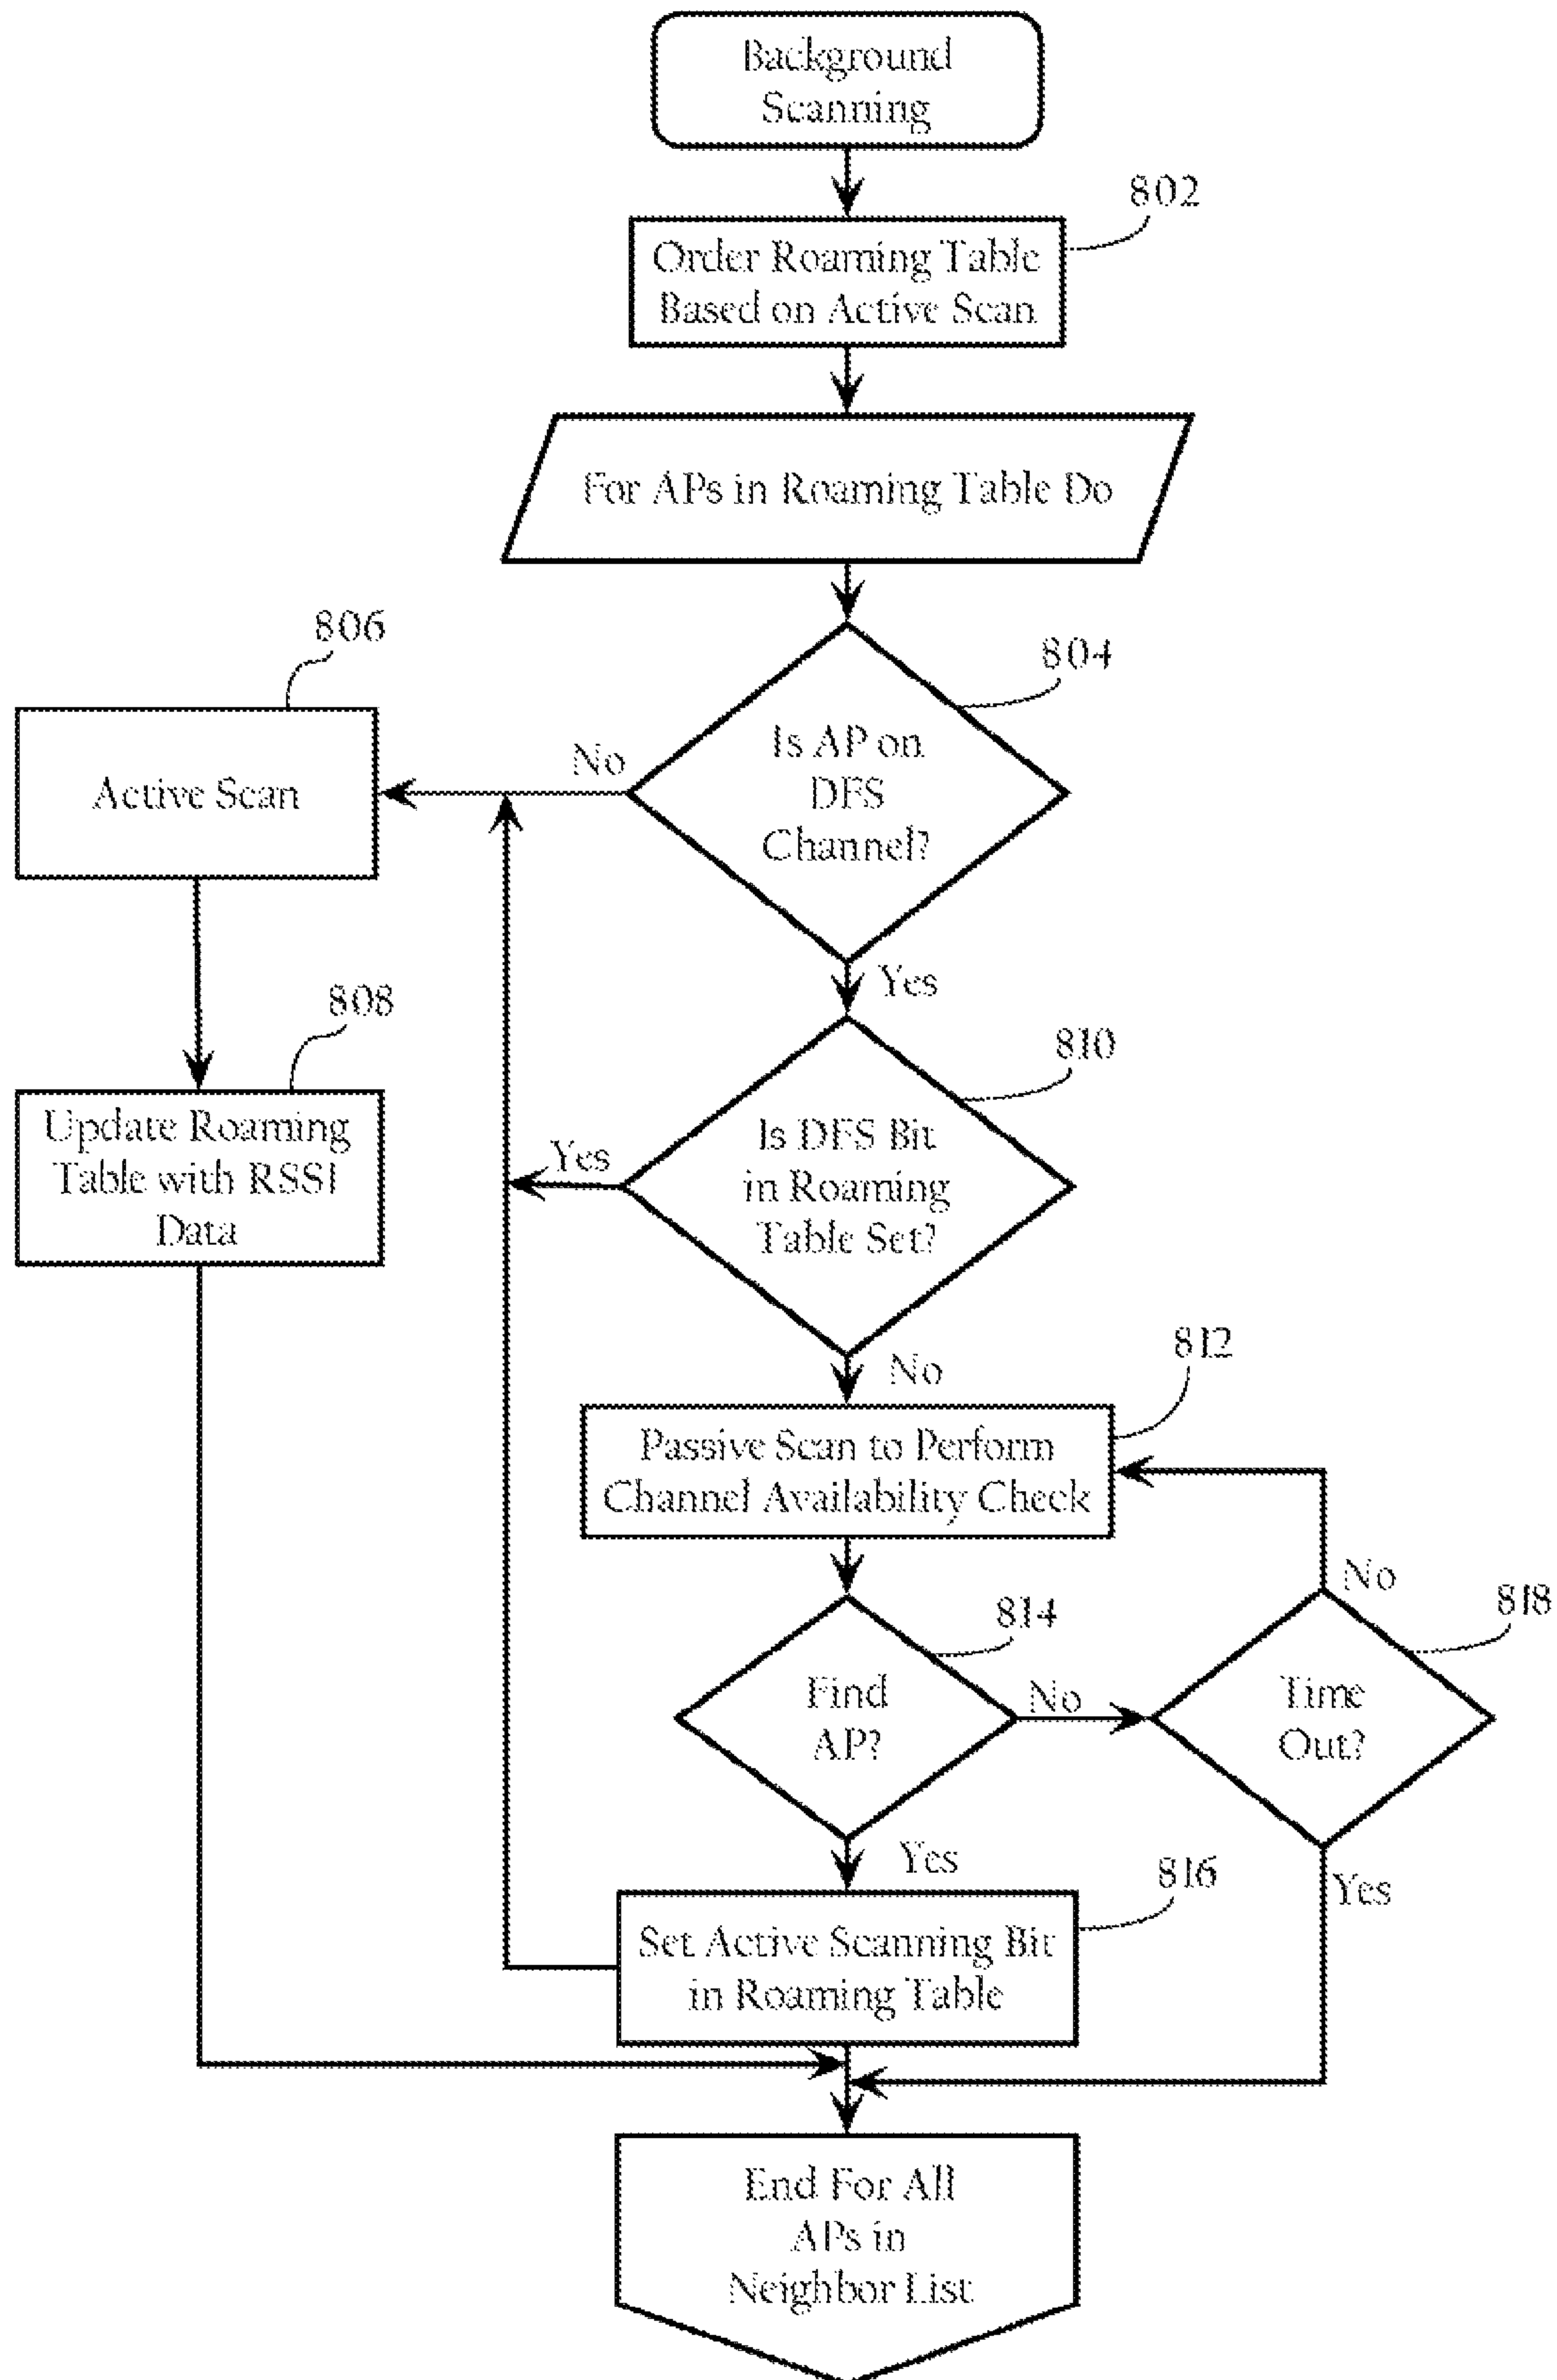 Background
Scanning
802
Order Roaming Table
Based on Active Scan
For APs in Roaming Table Do
806
804
Is AP on
DFS
Channel?
No
Active Scan
Yes
808
810
Update Roaming
Table with RSSI
Data
Is DFS Bit
in Roaming
Table Set?
Yes
No
812
Passive Scan to Perform
Channel Availability Check
No
814
818
Find
AP?
No
Time
Out?
Yes
816
Yes
Set Active Scanning Bit
in Roaming Table
End For All
APs in
Neighbor List